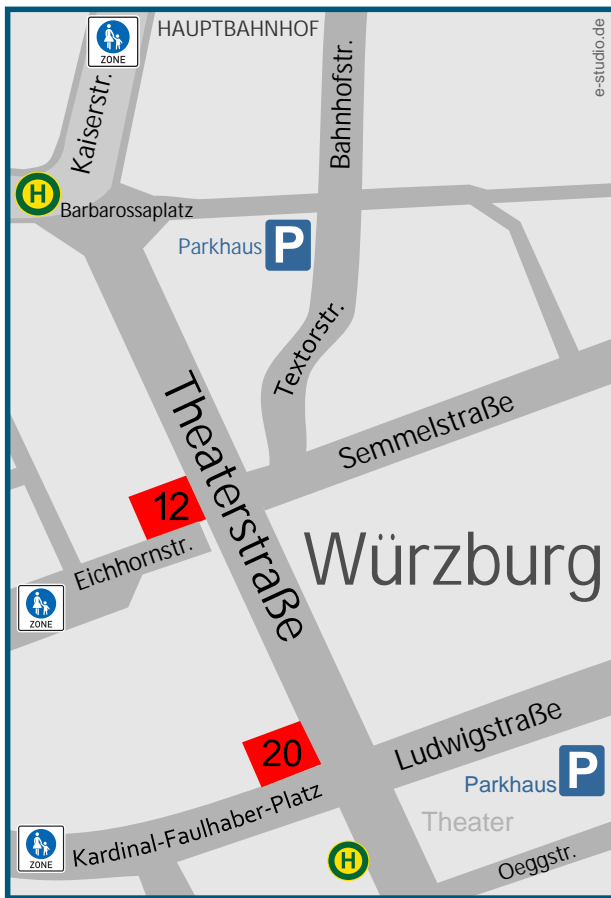 HAUPTBAHNHOF
e-studio.de
ZONE
Kaiserstr.
Bahnhofstr.
H
Barbarossaplatz
Parkhaus P
Textorstr.
Theaterstraße
Semmelstraße
12
Würzburg
Eichhornstr.
ZONE
20
Ludwigstraße
Parkhaus P
Kardinal-Faulhaber-Platz
Theater
ZONE
H
Oeggstr.